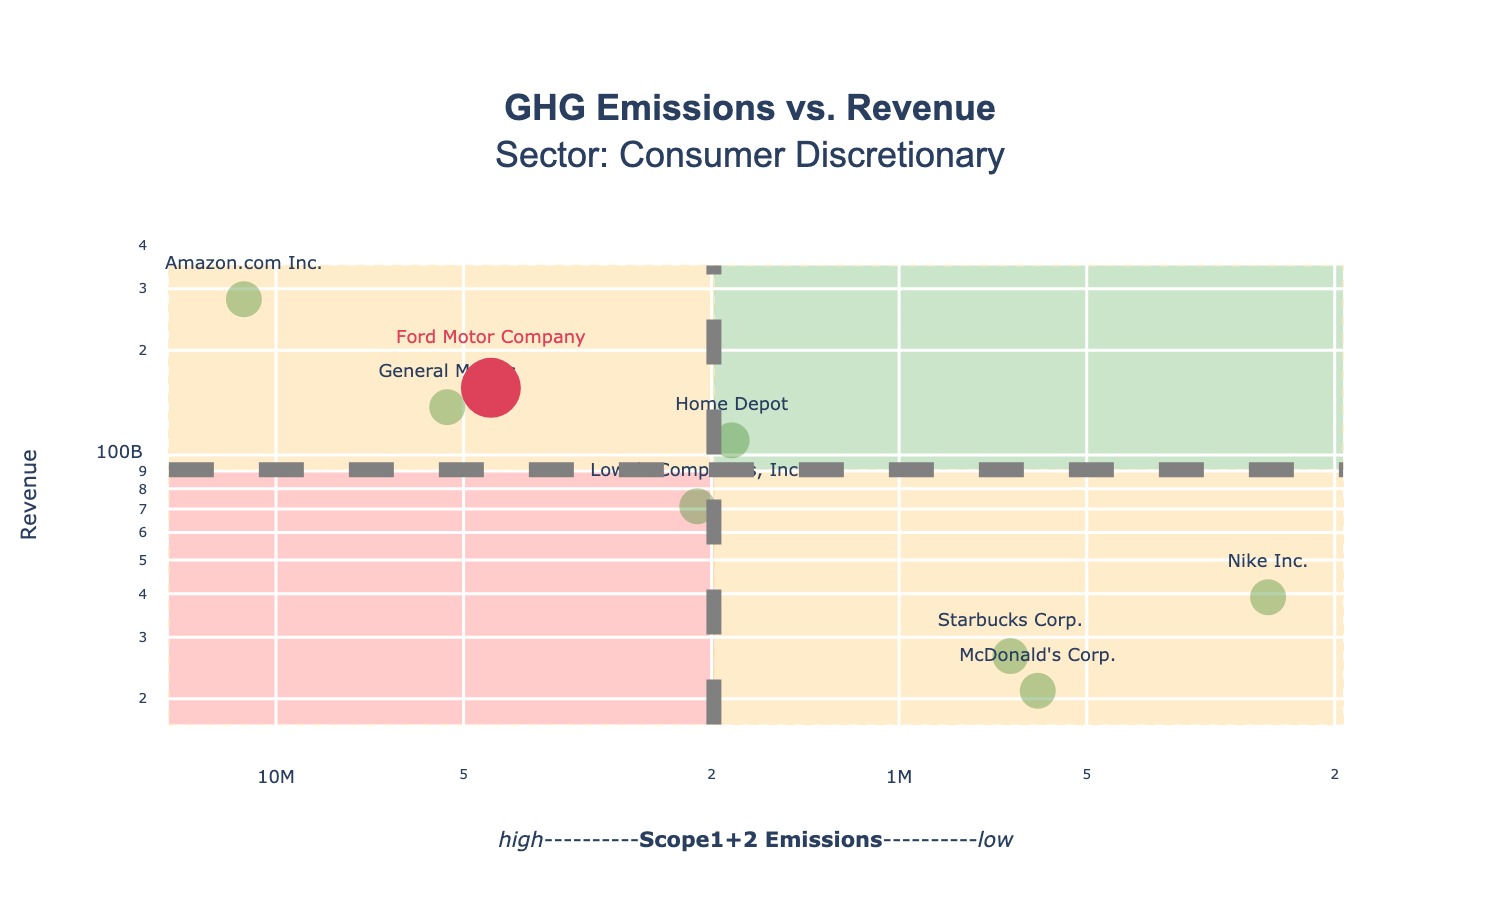 GHG Emissions vs. Revenue
Sector: Consumer Discretionary
4
Amazon.com Inc.
3
Ford Motor Company
2
General
Home Depot
100B
9
Inc
8
7
6
5
Nike Inc.
4
Starbucks Corp.
3
McDonald's Corp.
2
Revenue
10M
5
2
1M
5
2
high----------Scope1+2 Emissions----------low